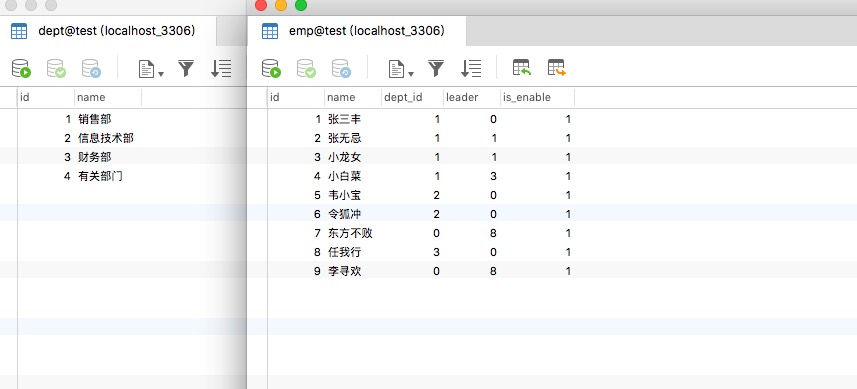 dept@test (localhost_3306)
id name
1 销售部
2 信息技术部
3 财务部
4 有关部门
emp@test (localhost_3306)
id name dept_id leader is_enable
1 张三丰 1 0 1
2 张无忌 1 1 1
3 小龙女 1 1 1
4 小白菜 1 3 1
5 韦小宝 2 0 1
6 令狐冲 2 0 1
7 东方不败 0 8 1
8 任我行 3 0 1
9 李寻欢 0 8 1